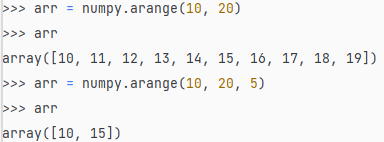 >>> arr = numpy.arange(10, 20)
>>> arr
array([10, 11, 12, 13, 14, 15, 16, 17, 18, 19])
>>> arr = numpy.arange(10, 20, 5)
>>> arr
array([10, 15])